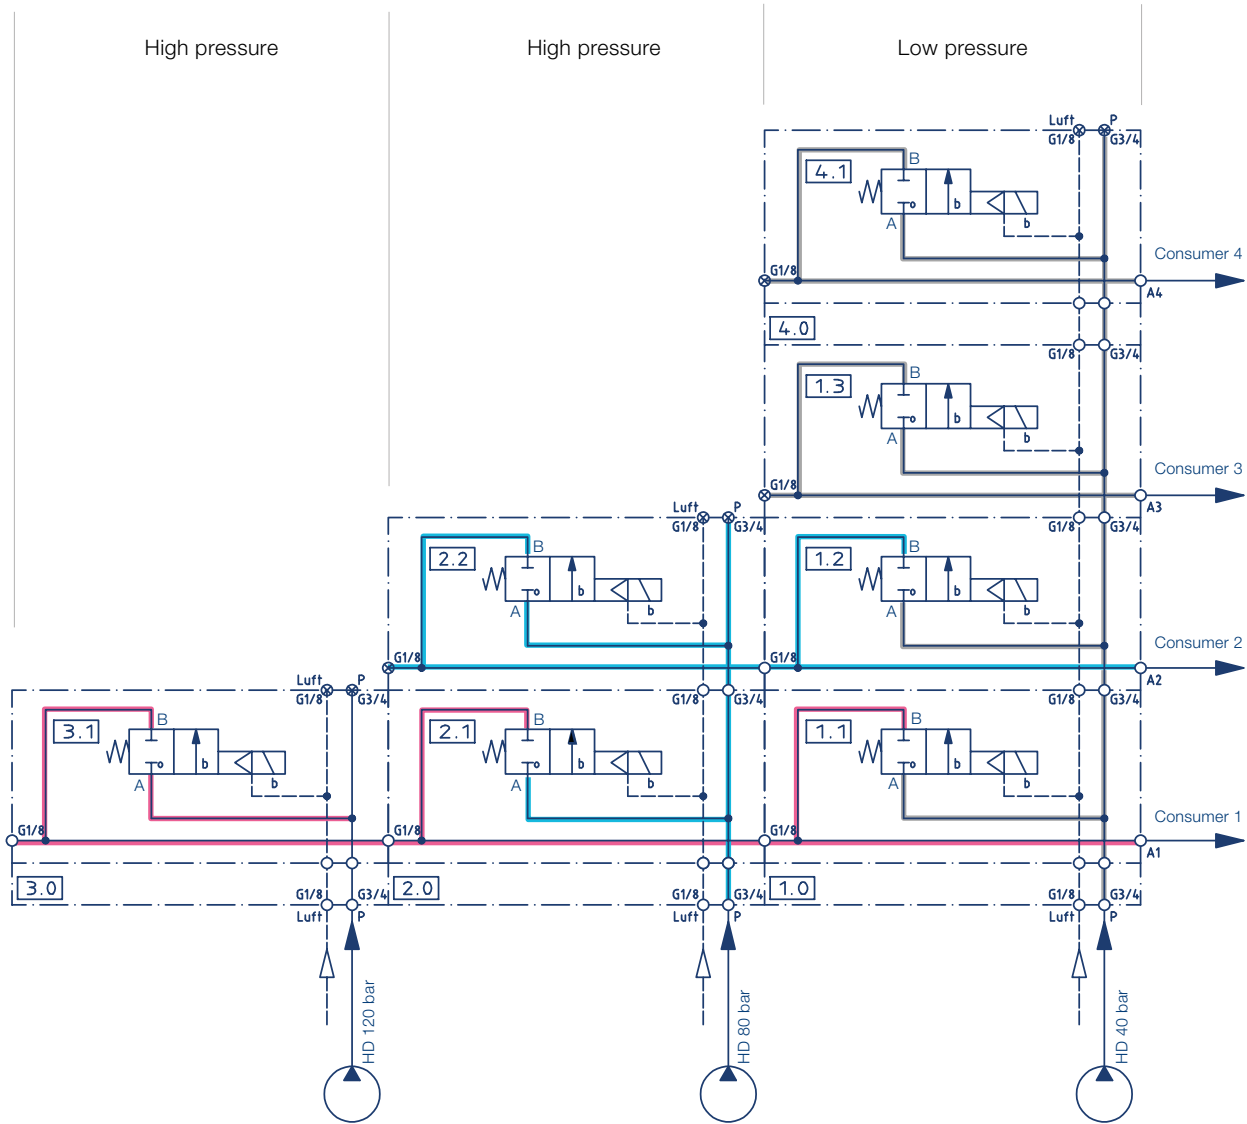 High pressure
High pressure
Low pressure
Luft P
G1/8 G3/4
4.1
B
A
o
b
b
G1/8
Consumer 4
A4
4.0
G1/8 G3/4
1.3
B
A
o
b
b
G1/8
Consumer 3
A3
Luft P
G1/8 G3/4
G1/8 G3/4
2.2
B
A
o
b
b
1.2
B
A
o
b
b
G1/8
G1/8
Consumer 2
A2
Luft P
G1/8 G3/4
G1/8 G3/4
G1/8 G3/4
3.1
B
A
o
b
b
2.1
B
A
o
b
b
1.1
B
A
o
b
b
G1/8
G1/8
G1/8
Consumer 1
A1
3.0
G1/8 G3/4
2.0
G1/8 G3/4
1.0
G1/8 G3/4
Luft P
Luft P
Luft P
HD 120 bar
HD 80 bar
HD 40 bar